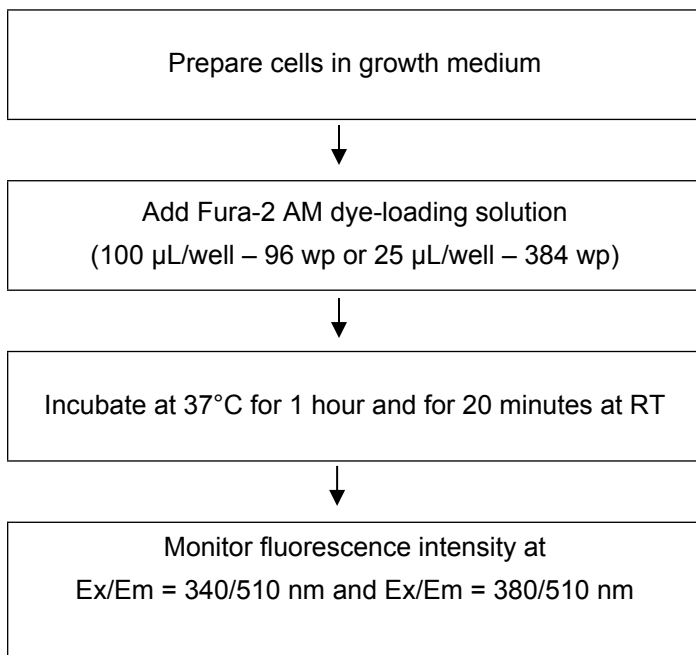 Prepare cells in growth medium
Add Fura-2 AM dye-loading solution
(100 µL/well – 96 wp or 25 µL/well – 384 wp)
Incubate at 37°C for 1 hour and for 20 minutes at RT
Monitor fluorescence intensity at
Ex/Em = 340/510 nm and Ex/Em = 380/510 nm